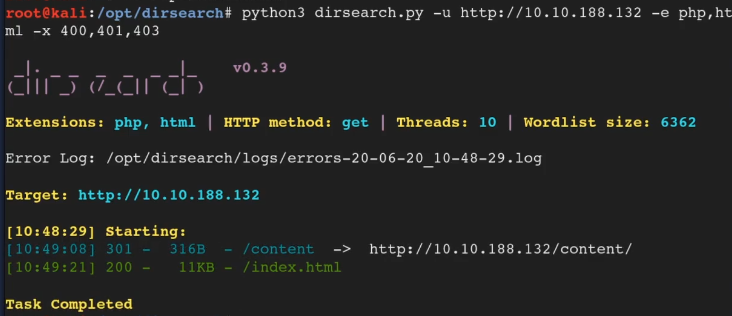 root@kali:/opt/dirsearch# python3 dirsearch.py -u http://10.10.188.132 -e php,ht
ml -x 400,401,403
 _|. _ _  _  _  _ _|_    v0.3.9
(_||| _) (/_(_|| (_| )
Extensions: php, html | HTTP method: get | Threads: 10 | Wordlist size: 6362
Error Log: /opt/dirsearch/logs/errors-20-06-20_10-48-29.log
Target: http://10.10.188.132
[10:48:29] Starting:
[10:49:08] 301 -  316B  - /content  ->  http://10.10.188.132/content/
[10:49:21] 200 -   11KB - /index.html
Task Completed